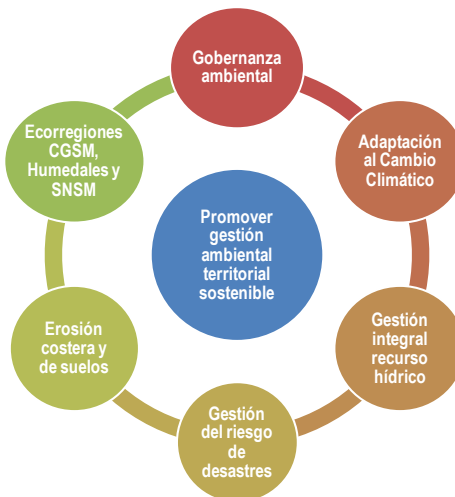 Gobernanza
ambiental
Adaptación
al Cambio
Climático
Gestión
integral
recurso
hídrico
Gestión
del riesgo
de
desastres
Erosión
costera y
de suelos
Ecorregiones
CGSM,
Humedales y
SNSM
Promover
gestión
ambiental
territorial
sostenible